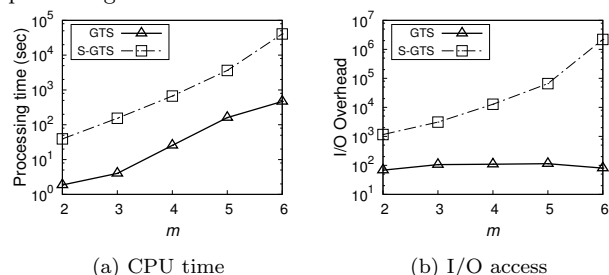 GTS
S-GTS
Processing time (sec)
10^5
10^4
10^3
10^2
10^1
10^0
2 3 4 5 6
m
(a) CPU time
GTS
S-GTS
I/O Overhead
10^7
10^6
10^5
10^4
10^3
10^2
10^1
2 3 4 5 6
m
(b) I/O access